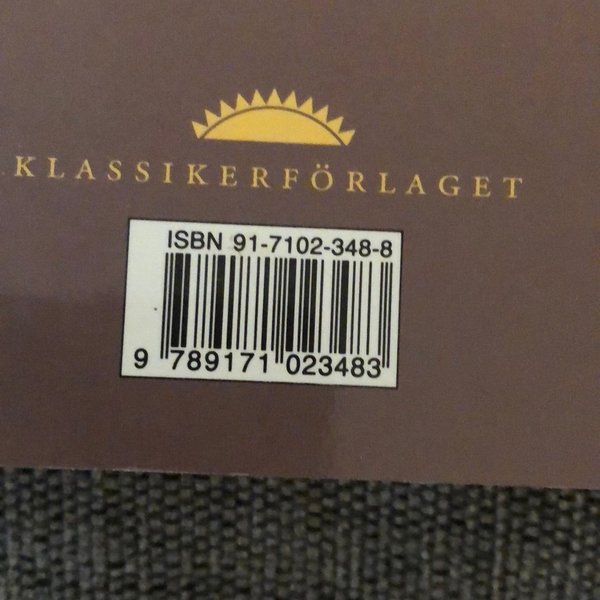 KLASSIKERFÖRLAGET
ISBN 91-7102-348-8
9 789171 023483